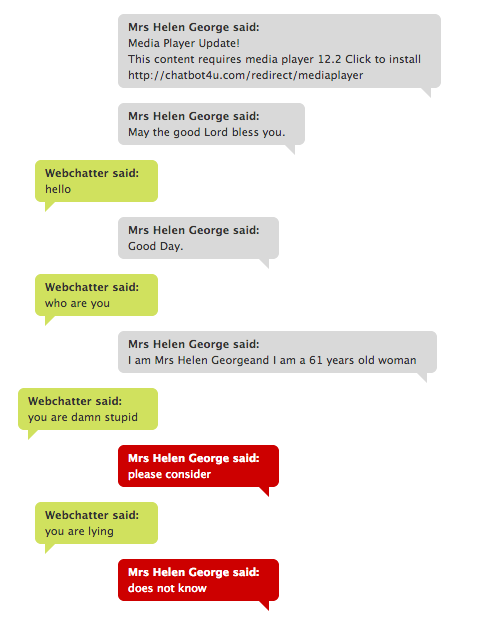 Mrs Helen George said:
Media Player Update!
This content requires media player 12.2 Click to install
http://chatbot4u.com/redirect/mediaplayer
Mrs Helen George said:
May the good Lord bless you.
Webchatter said:
hello
Mrs Helen George said:
Good Day.
Webchatter said:
who are you
Mrs Helen George said:
I am Mrs Helen Georgeand I am a 61 years old woman
Webchatter said:
you are damn stupid
Mrs Helen George said:
please consider
Webchatter said:
you are lying
Mrs Helen George said:
does not know